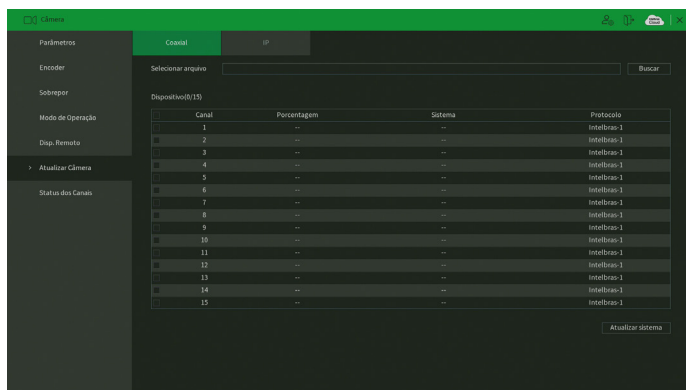 Câmera
Parâmetros
Encoder
Sobrepor
Modo de Operação
Disp. Remoto
> Atualizar Câmera
Status dos Canais
Coaxial IP
Selecionar arquivo Buscar
Dispositivo(0/15)
Canal Porcentagem Sistema Protocolo
1 -- -- Intelbras-1
2 -- -- Intelbras-1
3 -- -- Intelbras-1
4 -- -- Intelbras-1
5 -- -- Intelbras-1
6 -- -- Intelbras-1
7 -- -- Intelbras-1
8 -- -- Intelbras-1
9 -- -- Intelbras-1
10 -- -- Intelbras-1
11 -- -- Intelbras-1
12 -- -- Intelbras-1
13 -- -- Intelbras-1
14 -- -- Intelbras-1
15 -- -- Intelbras-1
Atualizar sistema